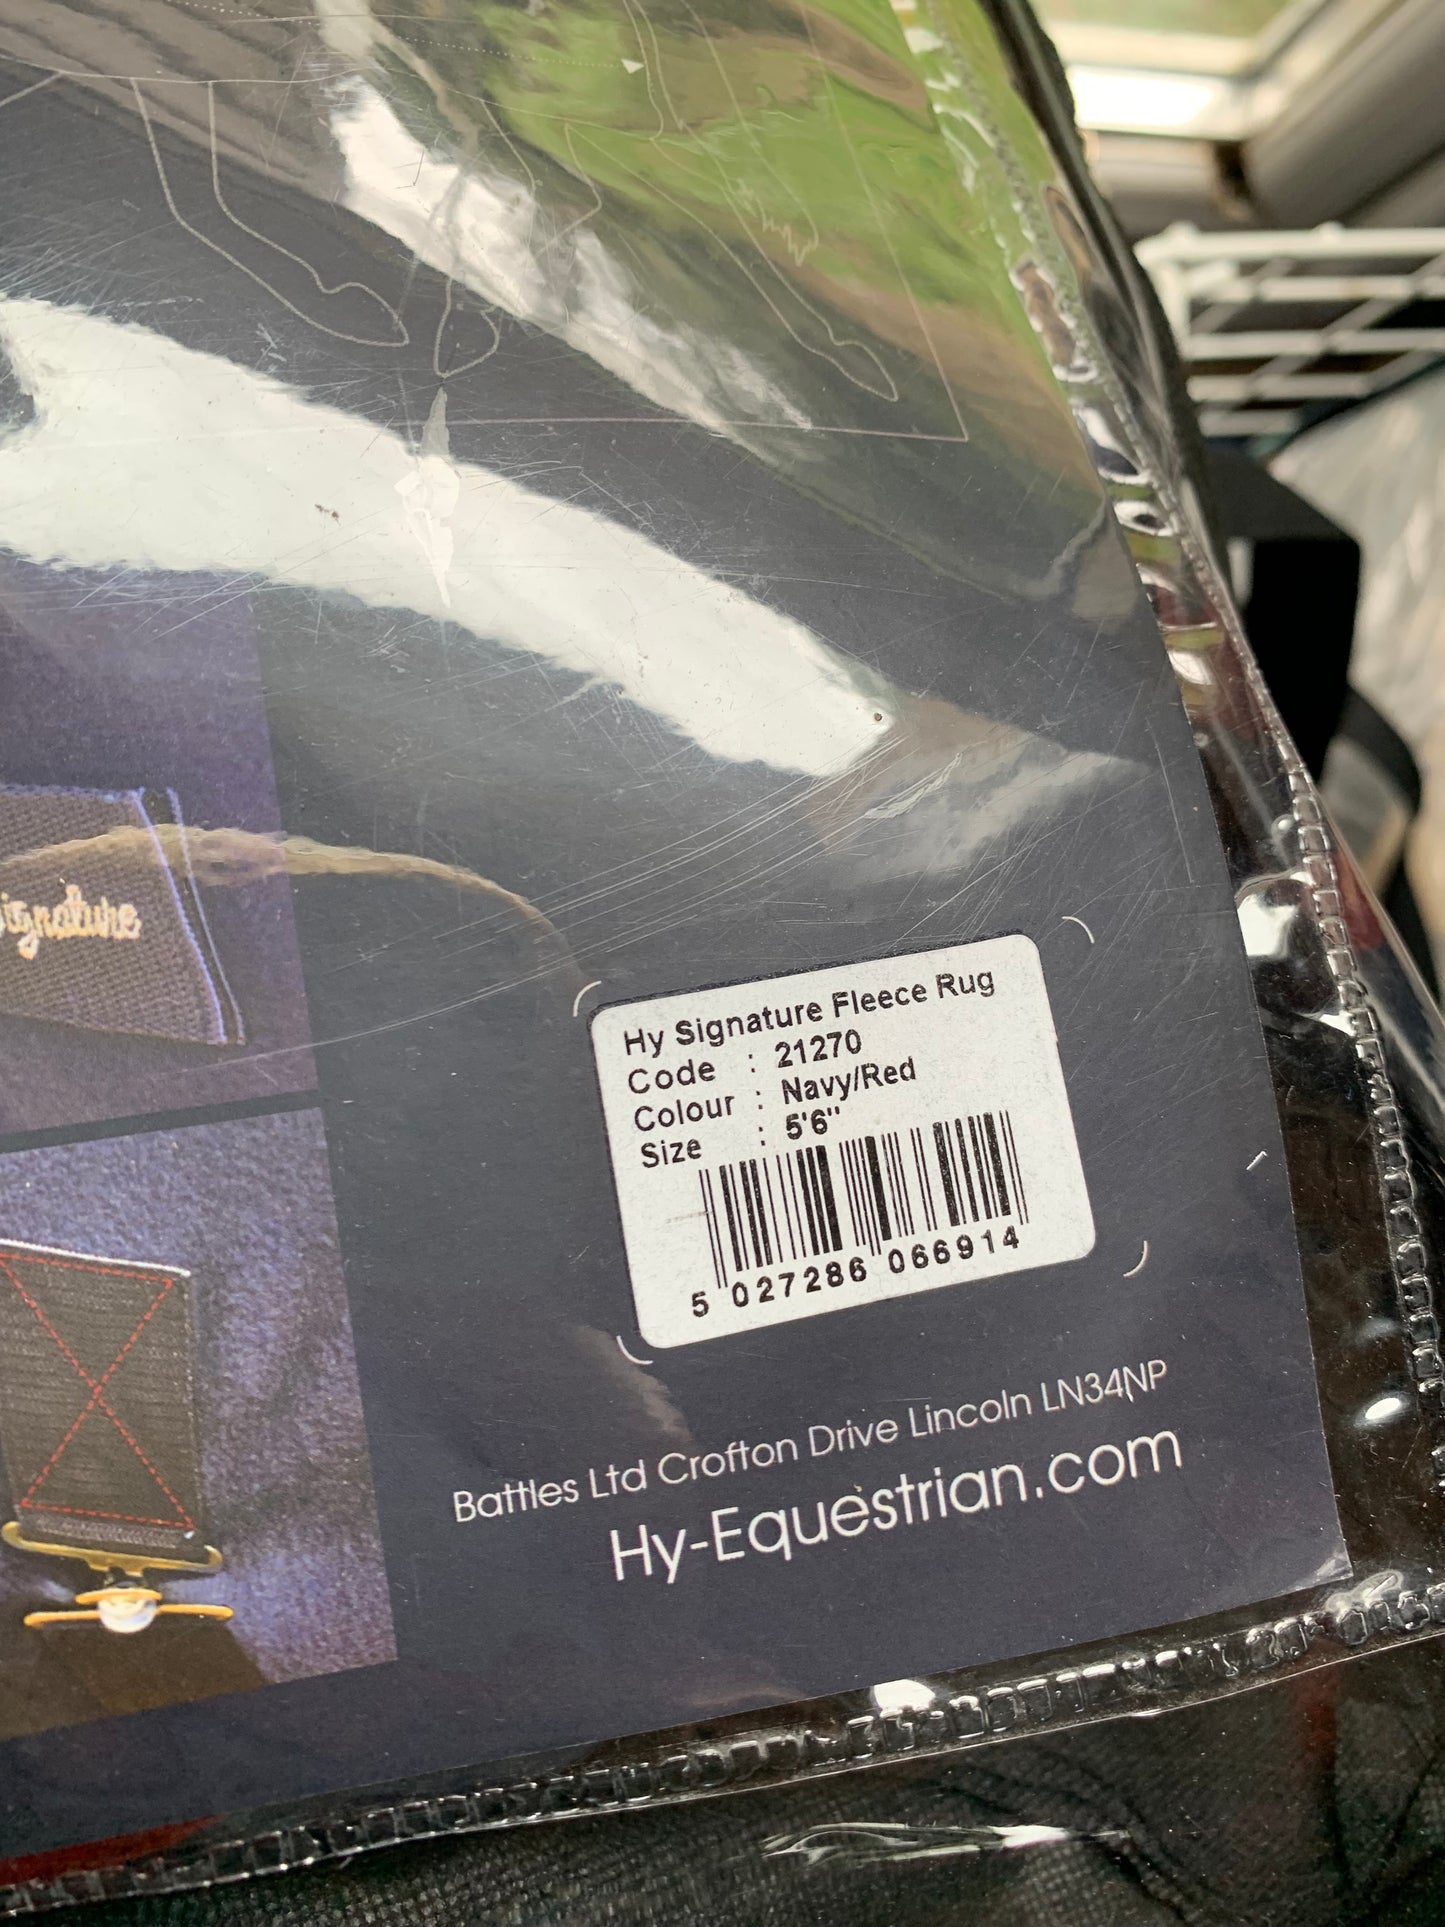 ignature
Hy Signature Fleece Rug
Code : 21270
Colour : Navy/Red
Size : 5'6"
5 027286 066914
Battles Ltd Crofton Drive Lincoln LN34NP
Hy-Equestrian.com